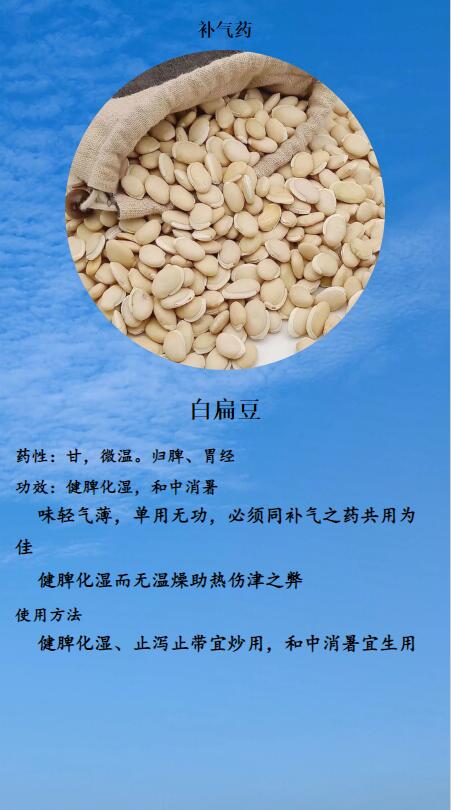 补气药
白扁豆
药性：甘，微温。归脾、胃经
功效：健脾化湿，和中消暑
味轻气薄，单用无功，必须同补气之药共用为
佳
健脾化湿而无温燥助热伤津之弊
使用方法
健脾化湿、止泻止带宜炒用，和中消暑宜生用